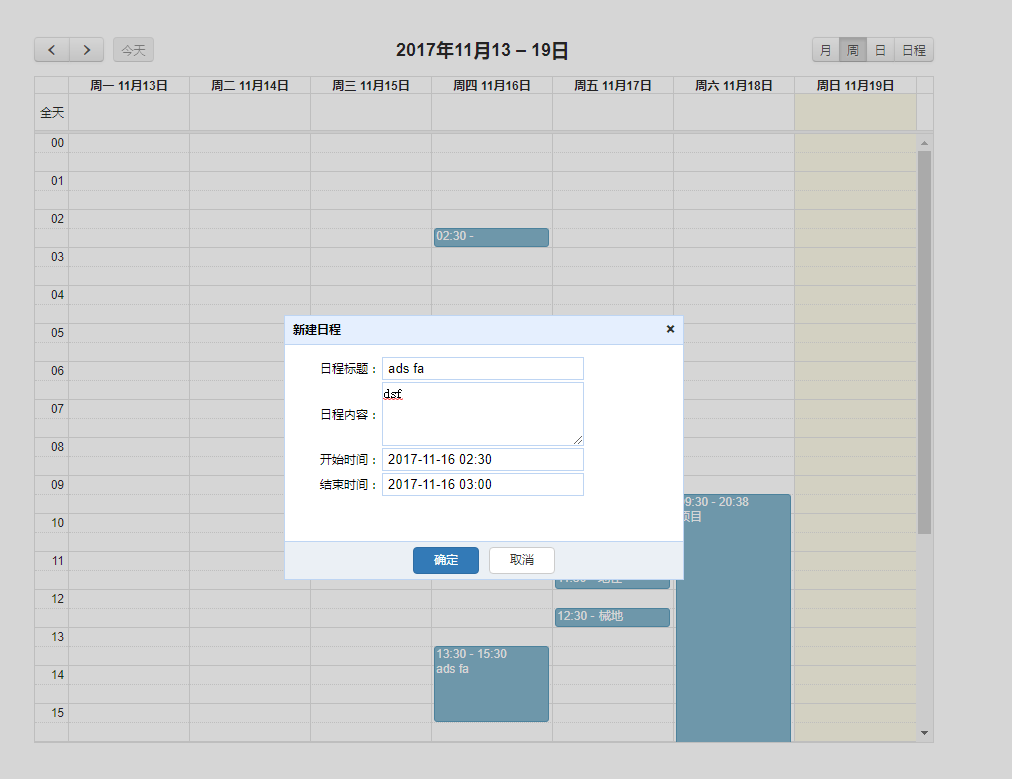 今天
2017年11月13 – 19日
月 周 日 日程
周一 11月13日 周二 11月14日 周三 11月15日 周四 11月16日 周五 11月17日 周六 11月18日 周日 11月19日
全天
00
01
02
02:30 -
03
04
05
06
07
08
09
10
11
12
13
14
15
新建日程
日程标题： ads fa
日程内容： dsf
开始时间： 2017-11-16 02:30
结束时间： 2017-11-16 03:00
确定 取消
9:30 - 20:38
项目
12:30 - 械地
13:30 - 15:30
ads fa